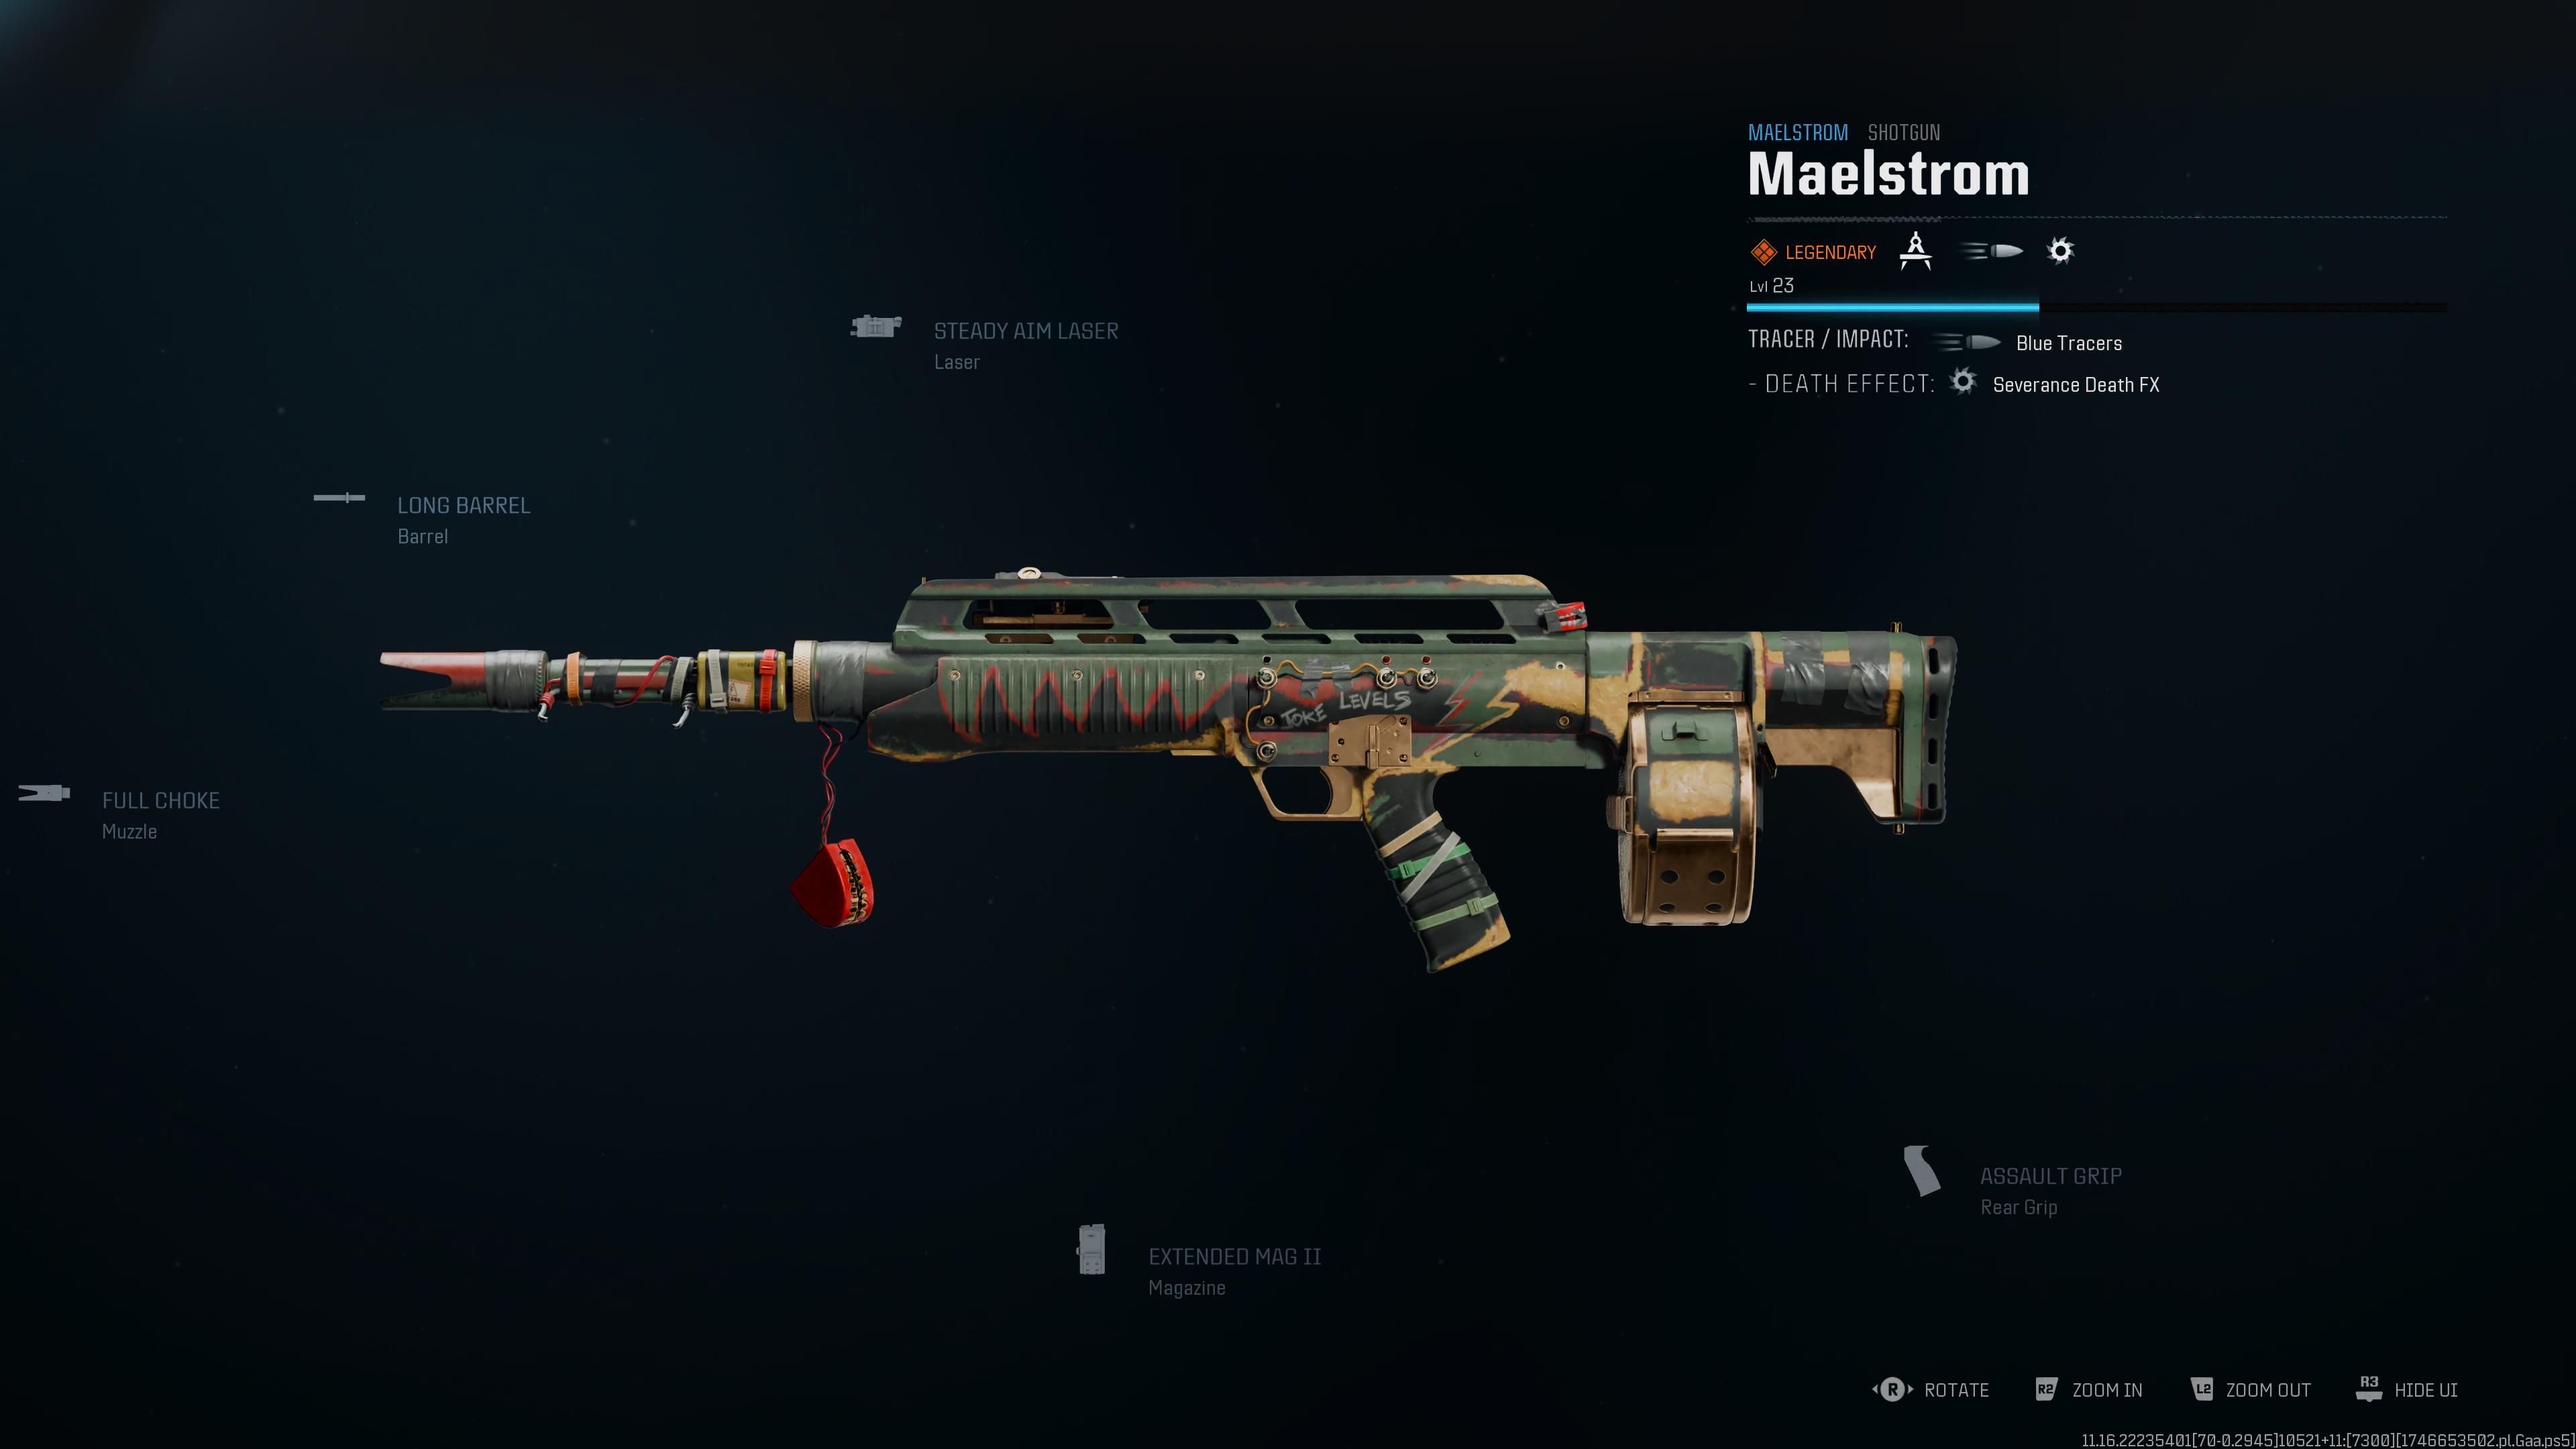 MAELSTROM SHOTGUN
Maelstrom
LEGENDARY
Lvl 23
TRACER / IMPACT: Blue Tracers
- DEATH EFFECT: Severance Death FX
STEADY AIM LASER
Laser
LONG BARREL
Barrel
TOKE LEVELS
FULL CHOKE
Muzzle
ASSAULT GRIP
Rear Grip
EXTENDED MAG II
Magazine
R ROTATE R2 ZOOM IN L2 ZOOM OUT R3 HIDE UI
11.16.22235401[70-0.2945]10521+11:[7300][1746653502.pl.Gaa.ps5]